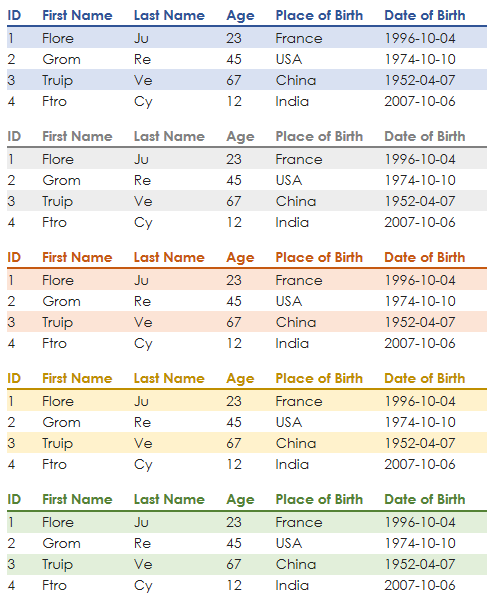 ID First Name Last Name Age Place of Birth Date of Birth
1 Flore Ju 23 France 1996-10-04
2 Grom Re 45 USA 1974-10-10
3 Truip Ve 67 China 1952-04-07
4 Ftro Cy 12 India 2007-10-06
ID First Name Last Name Age Place of Birth Date of Birth
1 Flore Ju 23 France 1996-10-04
2 Grom Re 45 USA 1974-10-10
3 Truip Ve 67 China 1952-04-07
4 Ftro Cy 12 India 2007-10-06
ID First Name Last Name Age Place of Birth Date of Birth
1 Flore Ju 23 France 1996-10-04
2 Grom Re 45 USA 1974-10-10
3 Truip Ve 67 China 1952-04-07
4 Ftro Cy 12 India 2007-10-06
ID First Name Last Name Age Place of Birth Date of Birth
1 Flore Ju 23 France 1996-10-04
2 Grom Re 45 USA 1974-10-10
3 Truip Ve 67 China 1952-04-07
4 Ftro Cy 12 India 2007-10-06
ID First Name Last Name Age Place of Birth Date of Birth
1 Flore Ju 23 France 1996-10-04
2 Grom Re 45 USA 1974-10-10
3 Truip Ve 67 China 1952-04-07
4 Ftro Cy 12 India 2007-10-06